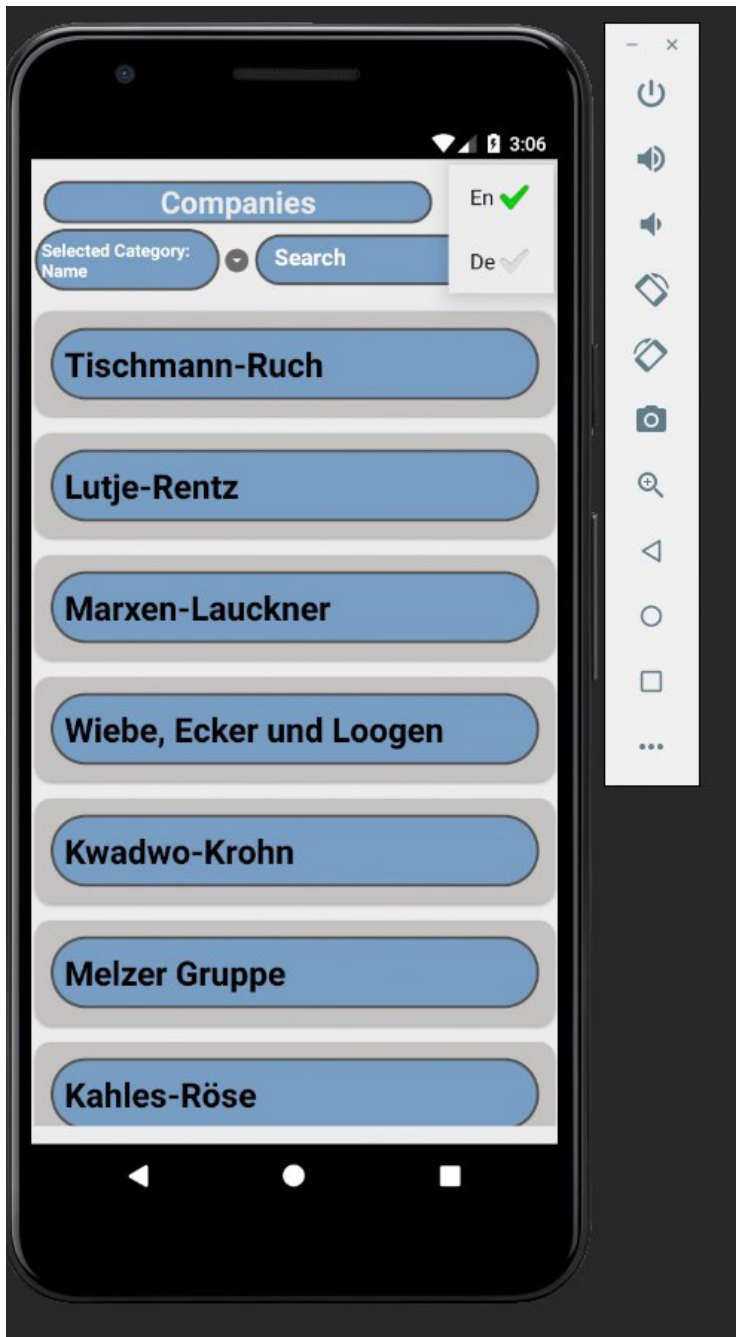 3:06
Companies
En
De
Selected Category:
Name
Search
Tischmann-Ruch
Lutje-Rentz
Marxen-Lauckner
Wiebe, Ecker und Loogen
Kwadwo-Krohn
Melzer Gruppe
Kahles-Röse